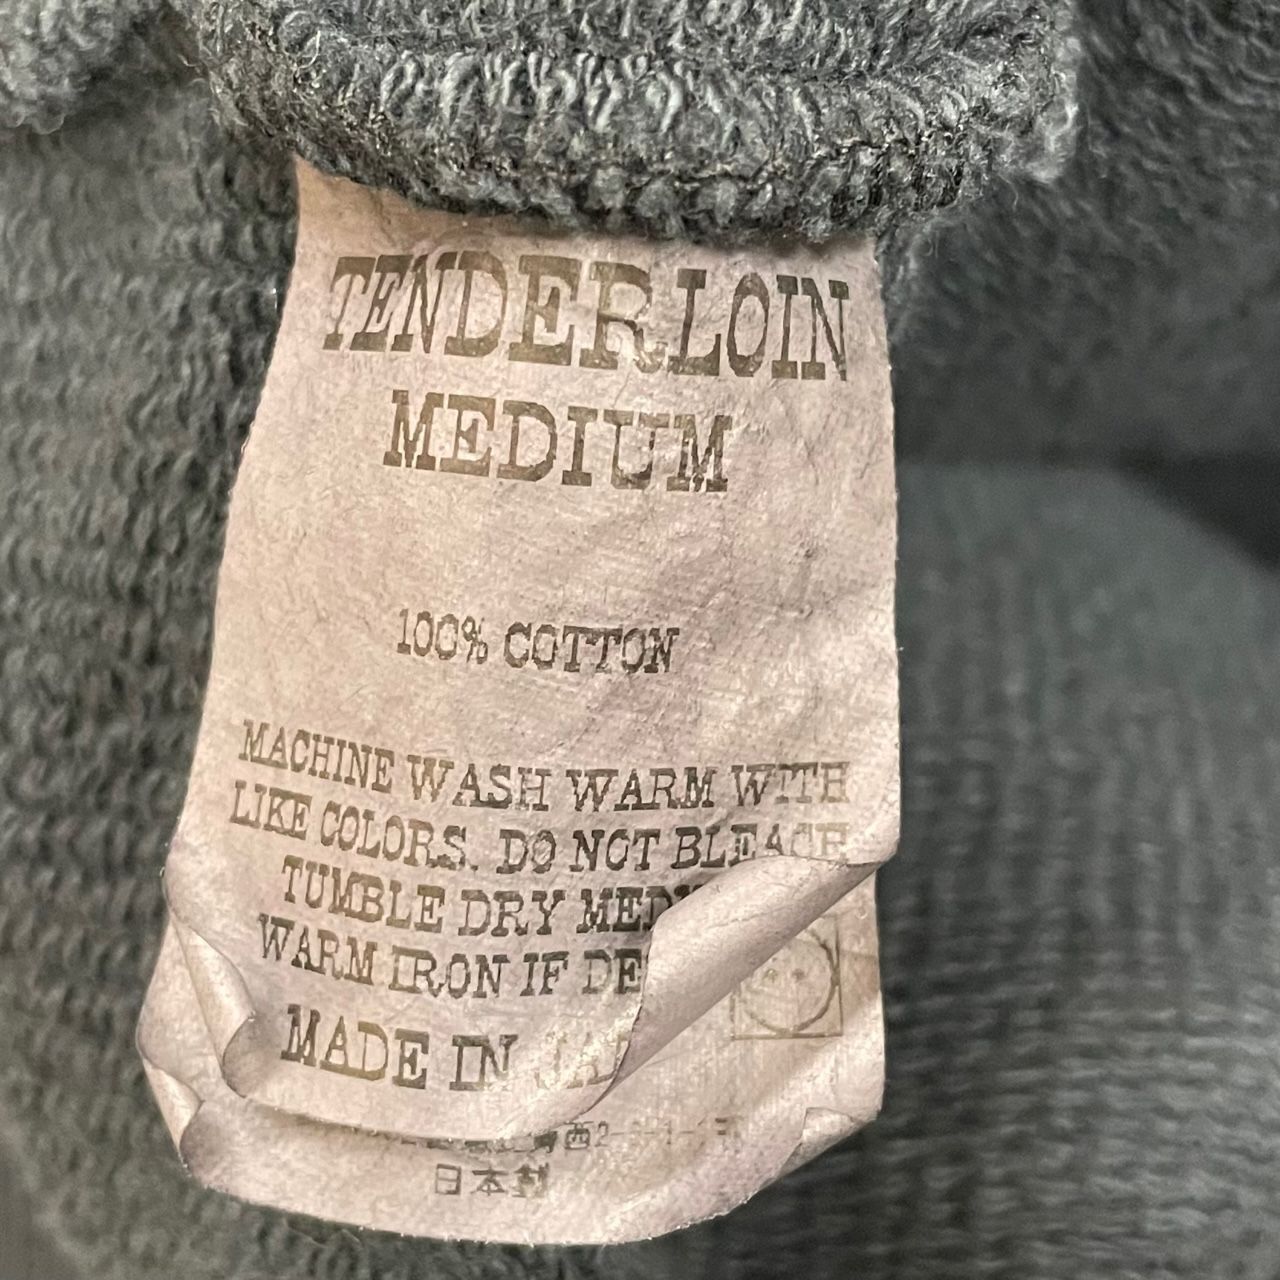 TENDERLOIN
MEDIUM
100% COTTON
MACHINE WASH WARM WITH
LIKE COLORS. DO NOT BLEACH
TUMBLE DRY
WARM IRON IF
MADE IN
日本製